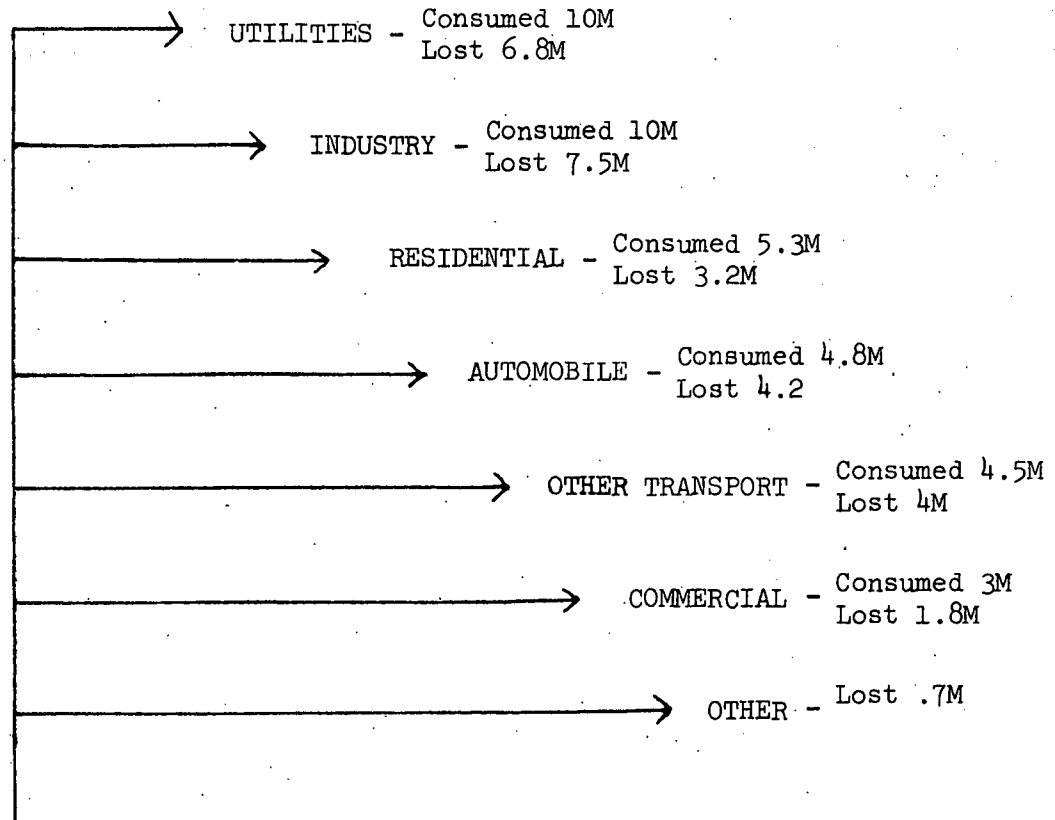 UTILITIES - Consumed 10M
Lost 6.8M
INDUSTRY - Consumed 10M
Lost 7.5M
RESIDENTIAL - Consumed 5.3M
Lost 3.2M
AUTOMOBILE - Consumed 4.8M
Lost 4.2
OTHER TRANSPORT - Consumed 4.5M
Lost 4M
COMMERCIAL - Consumed 3M
Lost 1.8M
OTHER - Lost .7M